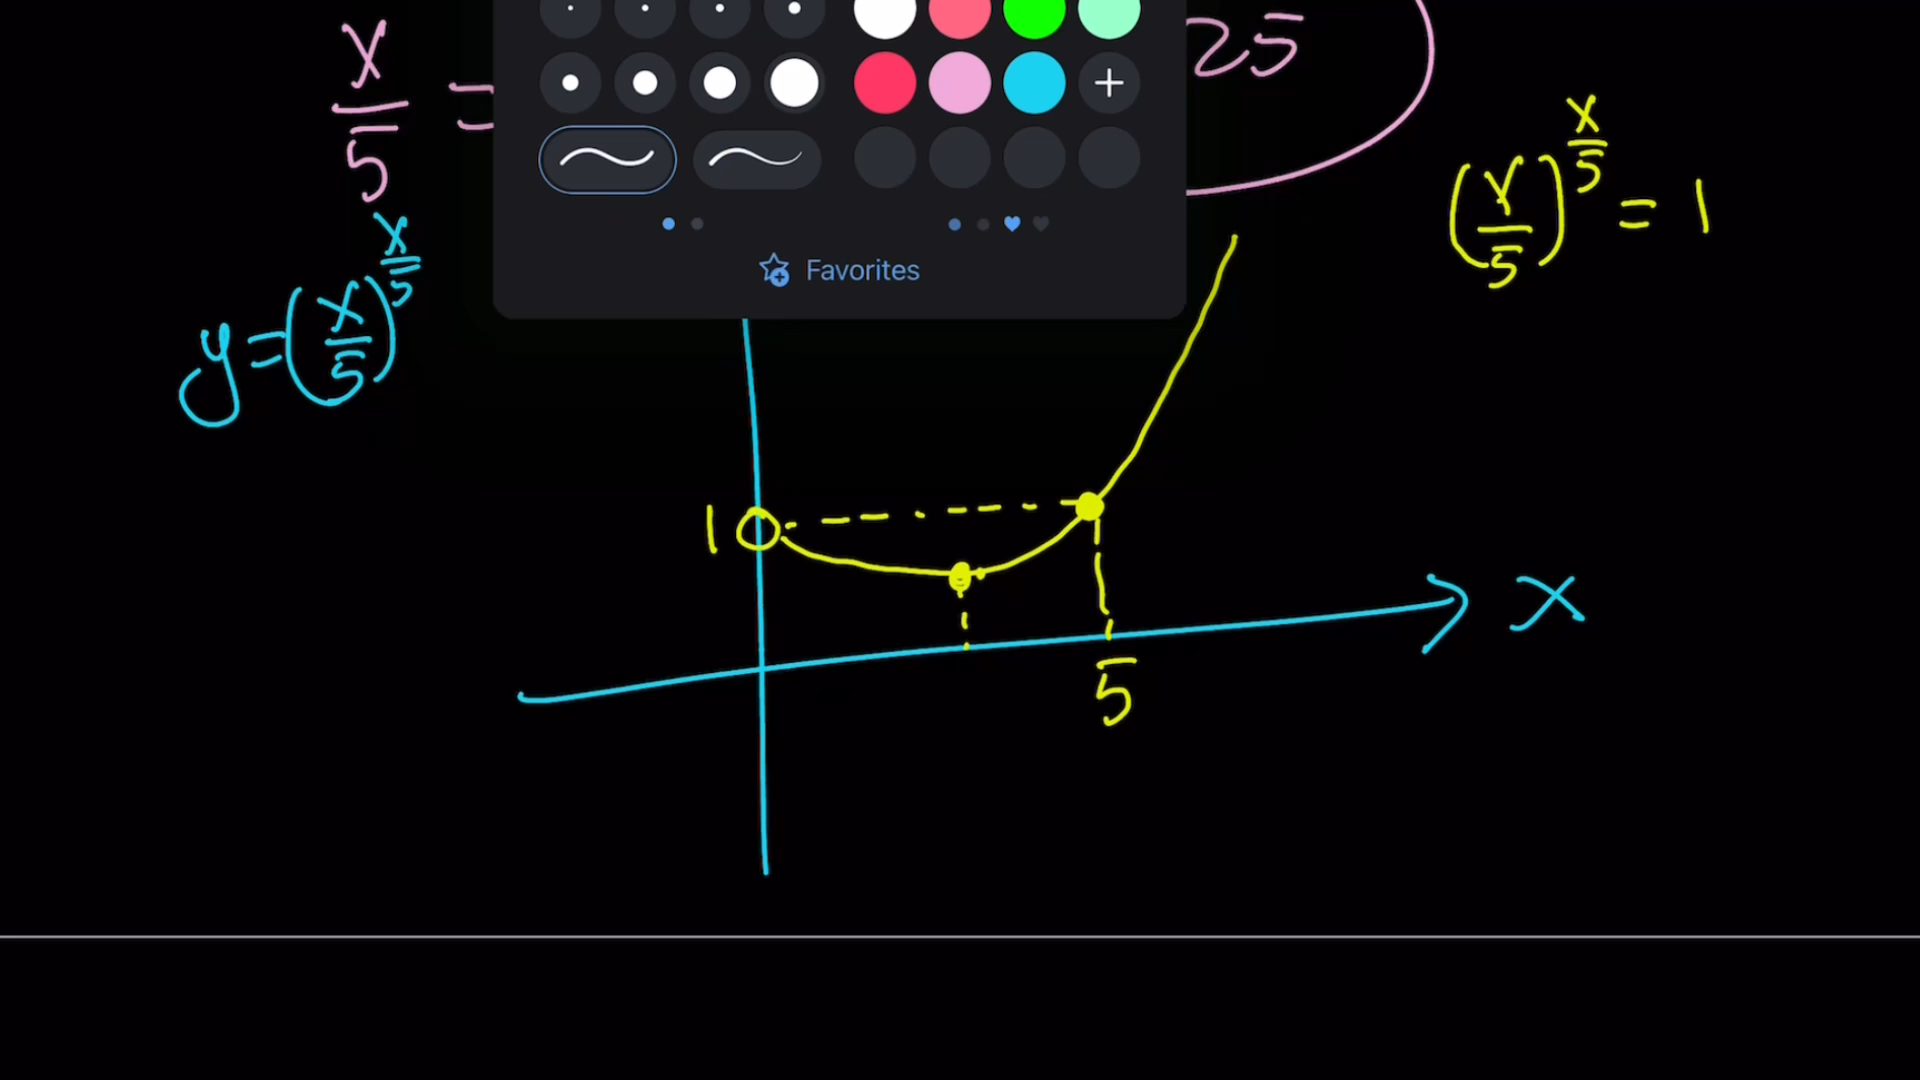 x/5 =
25
(x/5)^(x/5) = 1
y=(x/5)^(x/5)
Favorites
1
x
5